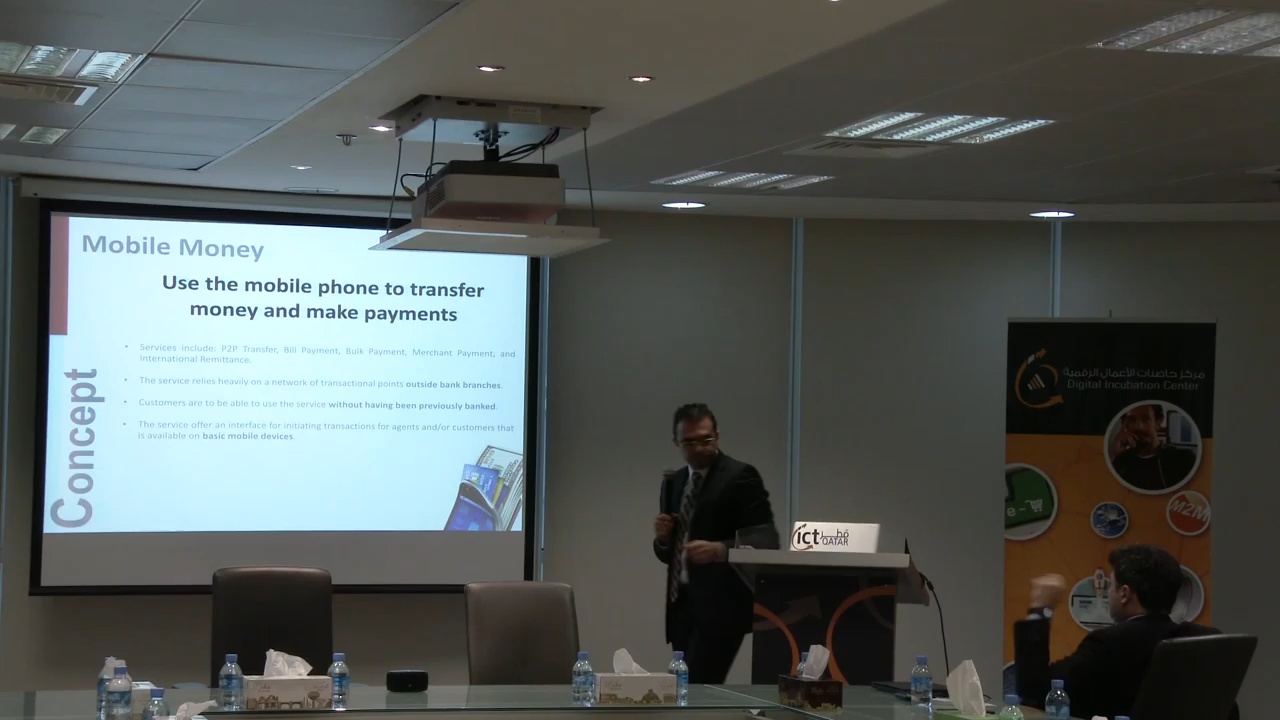 Mobile Money
Use the mobile phone to transfer
money and make payments
• Services include: P2P Transfer, Bill Payment, Bulk Payment, Merchant Payment, and
International Remittance.
• The service relies heavily on a network of transactional points outside bank branches.
• Customers are to be able to use the service without having been previously banked.
• The service offer an interface for initiating transactions for agents and/or customers that
is available on basic mobile devices.
Concept
ict قطر
QATAR
مركز حاضنات الأعمال الرقمية
Digital Incubation Center
e-
M2M